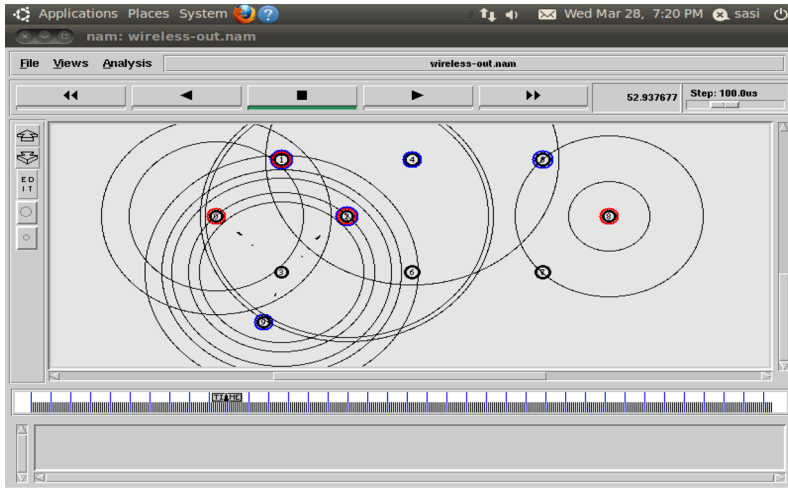 Applications Places System Wed Mar 28, 7:20 PM sasi
nam: wireless-out.nam
File Views Analysis wireless-out.nam
52.937677 Step: 100.0us
ED
IT
1 4 5
0 2 8
3 6 7
9
TIME